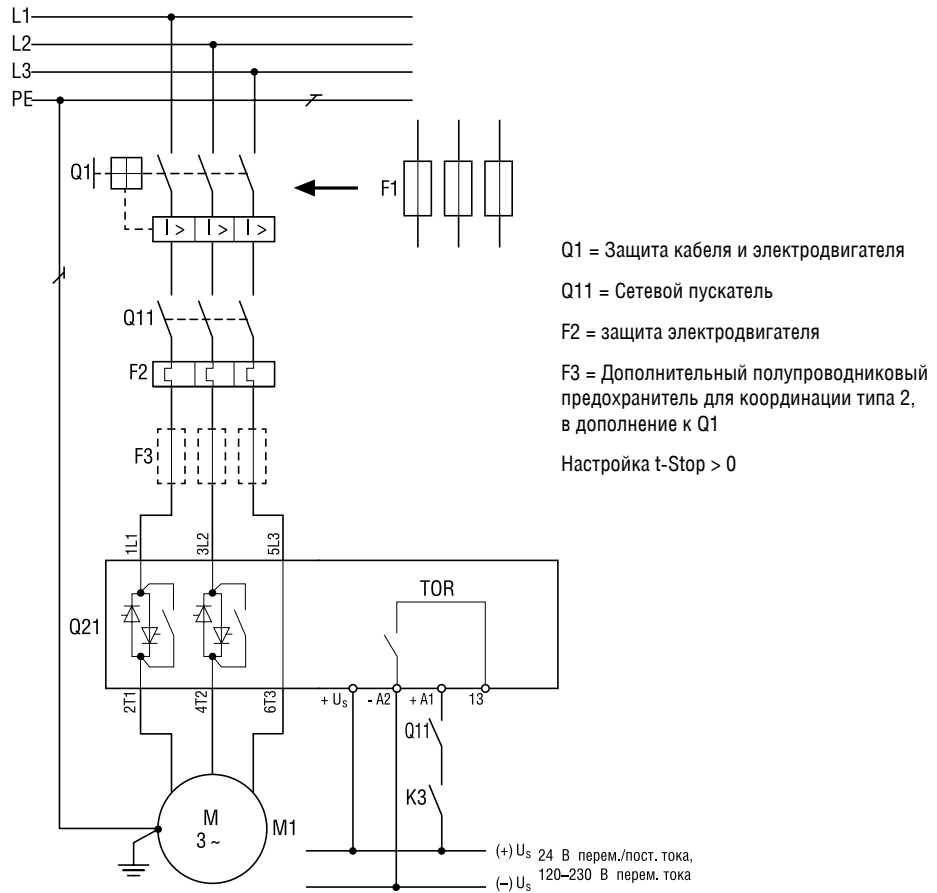 L1
L2
L3
PE
Q1
F1
I >
I >
I >
Q1 = Защита кабеля и электродвигателя
Q11 = Сетевой пускатель
Q11
F2 = защита электродвигателя
F2
F3 = Дополнительный полупроводниковый
предохранитель для координации типа 2,
в дополнение к Q1
F3
Настройка t-Stop > 0
1L1
3L2
5L3
TOR
Q21
2T1
4T2
6T3
+ Us
- A2
+ A1
13
Q11
K3
M
3 ~
M1
(+) Us 24 В перем./пост. тока,
(–) Us 120–230 В перем. тока